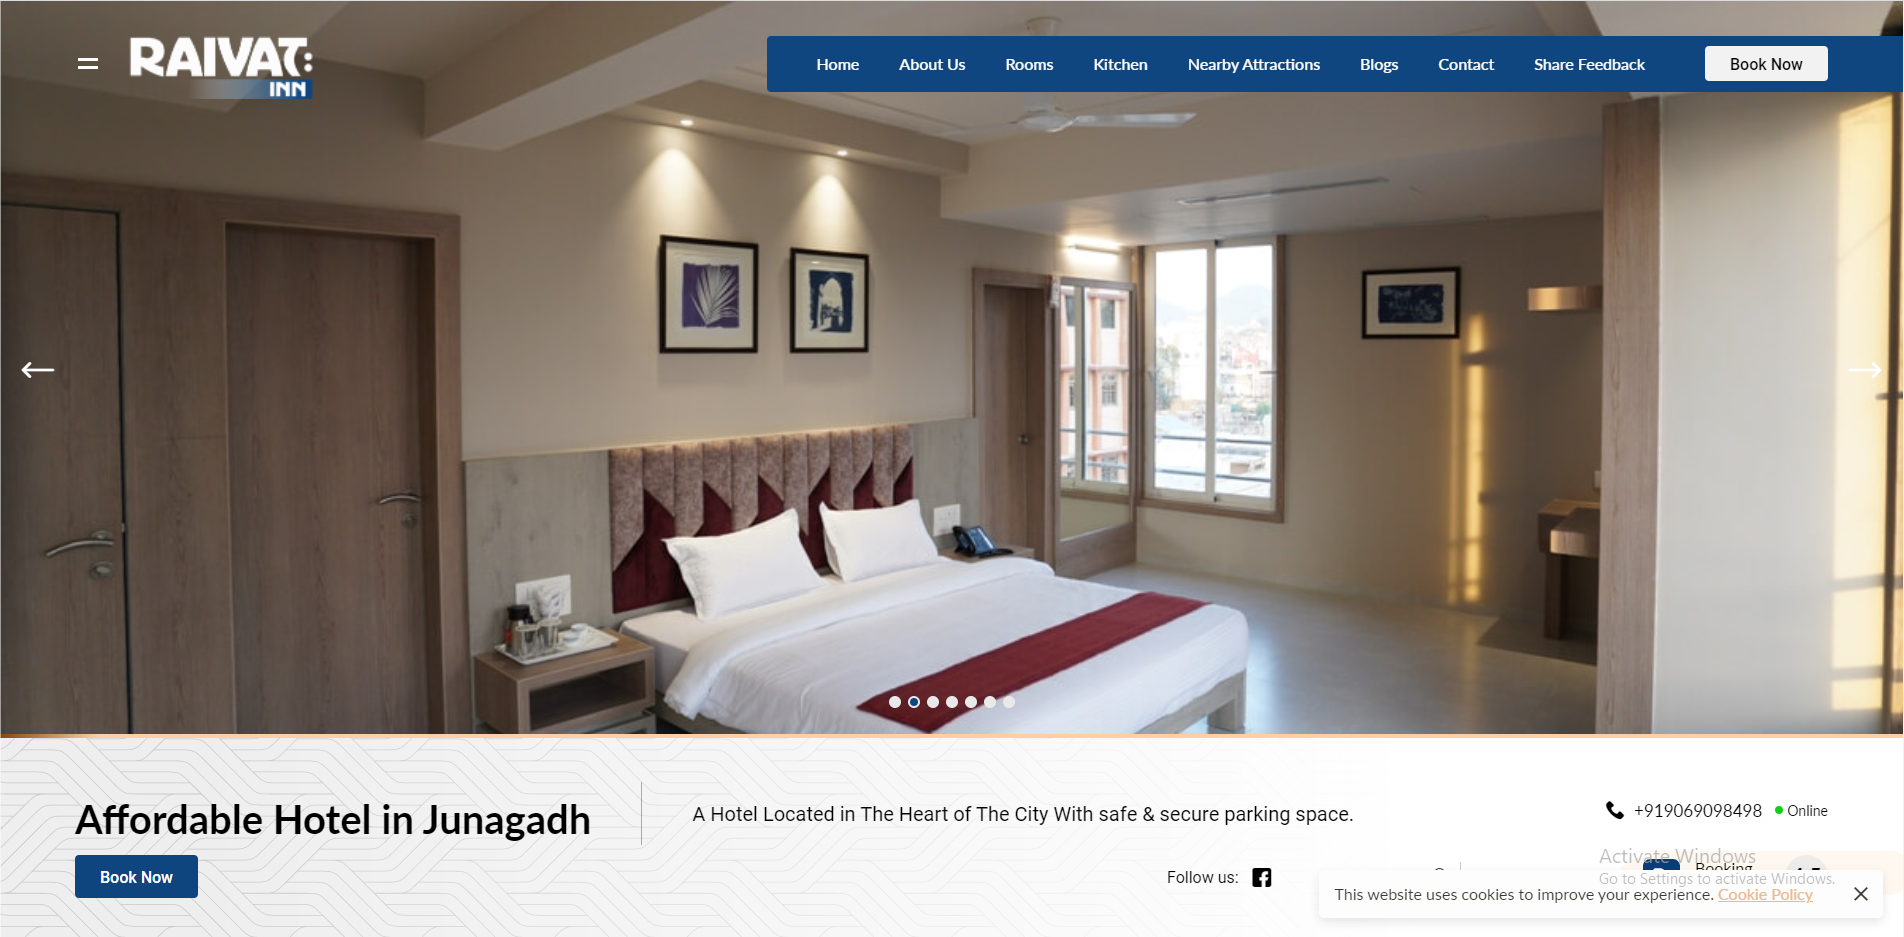 RAIVAT:
INN
Home About Us Rooms Kitchen Nearby Attractions Blogs Contact Share Feedback Book Now
Affordable Hotel in Junagadh
A Hotel Located in The Heart of The City With safe & secure parking space.
+919069098498 Online
Book Now
Follow us:
Booking
Activate Windows
Go to Settings to activate Windows.
This website uses cookies to improve your experience. Cookie Policy